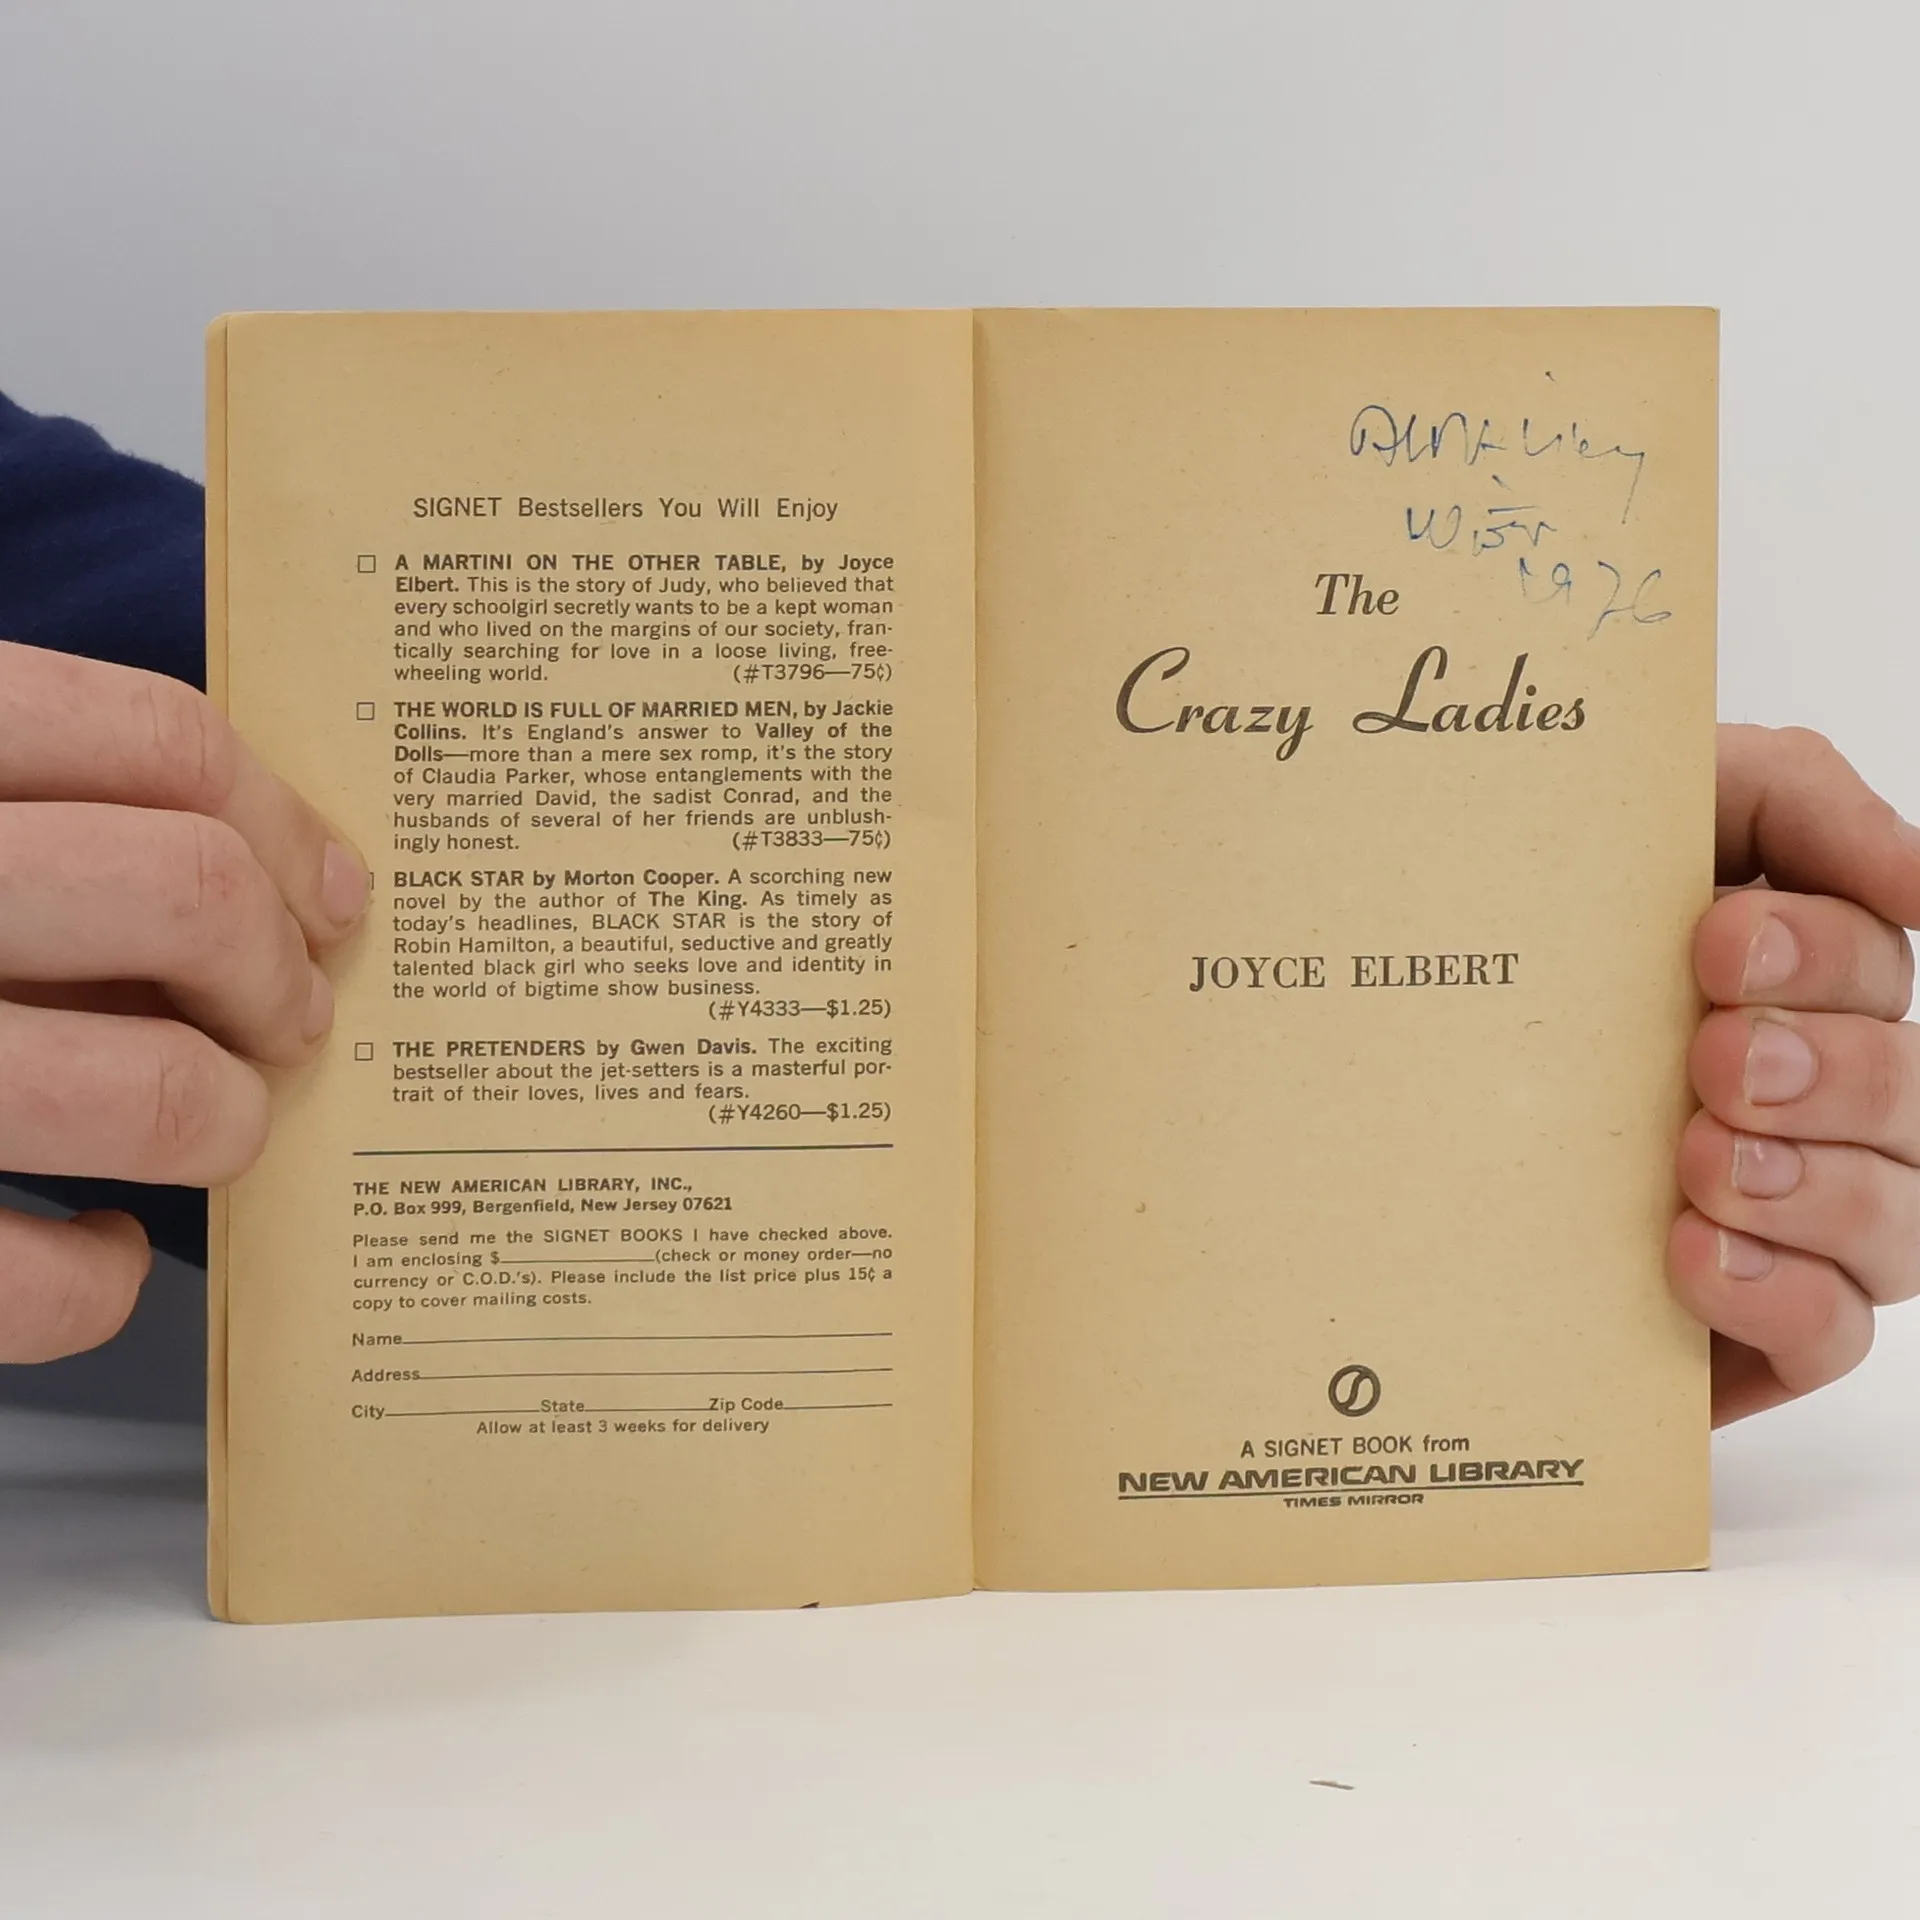 SIGNET Bestsellers You Will Enjoy
☐ A MARTINI ON THE OTHER TABLE, by Joyce
Elbert. This is the story of Judy, who believed that
every schoolgirl secretly wants to be a kept woman
and who lived on the margins of our society, fran-
tically searching for love in a loose living, free-
wheeling world. (#T3796—75¢)
☐ THE WORLD IS FULL OF MARRIED MEN, by Jackie
Collins. It's England's answer to Valley of the
Dolls—more than a mere sex romp, it's the story
of Claudia Parker, whose entanglements with the
very married David, the sadist Conrad, and the
husbands of several of her friends are unblush-
ingly honest. (#T3833—75¢)
☐ BLACK STAR by Morton Cooper. A scorching new
novel by the author of The King. As timely as
today's headlines, BLACK STAR is the story of
Robin Hamilton, a beautiful, seductive and greatly
talented black girl who seeks love and identity in
the world of bigtime show business.
(#Y4333—$1.25)
☐ THE PRETENDERS by Gwen Davis. The exciting
bestseller about the jet-setters is a masterful por-
trait of their loves, lives and fears.
(#Y4260—$1.25)
THE NEW AMERICAN LIBRARY, INC.,
P.O. Box 999, Bergenfield, New Jersey 07621
Please send me the SIGNET BOOKS I have checked above.
I am enclosing $____________(check or money order—no
currency or C.O.D.'s). Please include the list price plus 15¢ a
copy to cover mailing costs.
Name
Address
City State Zip Code
Allow at least 3 weeks for delivery
1976
The
Crazy Ladies
JOYCE ELBERT
A SIGNET BOOK from
NEW AMERICAN LIBRARY
TIMES MIRROR